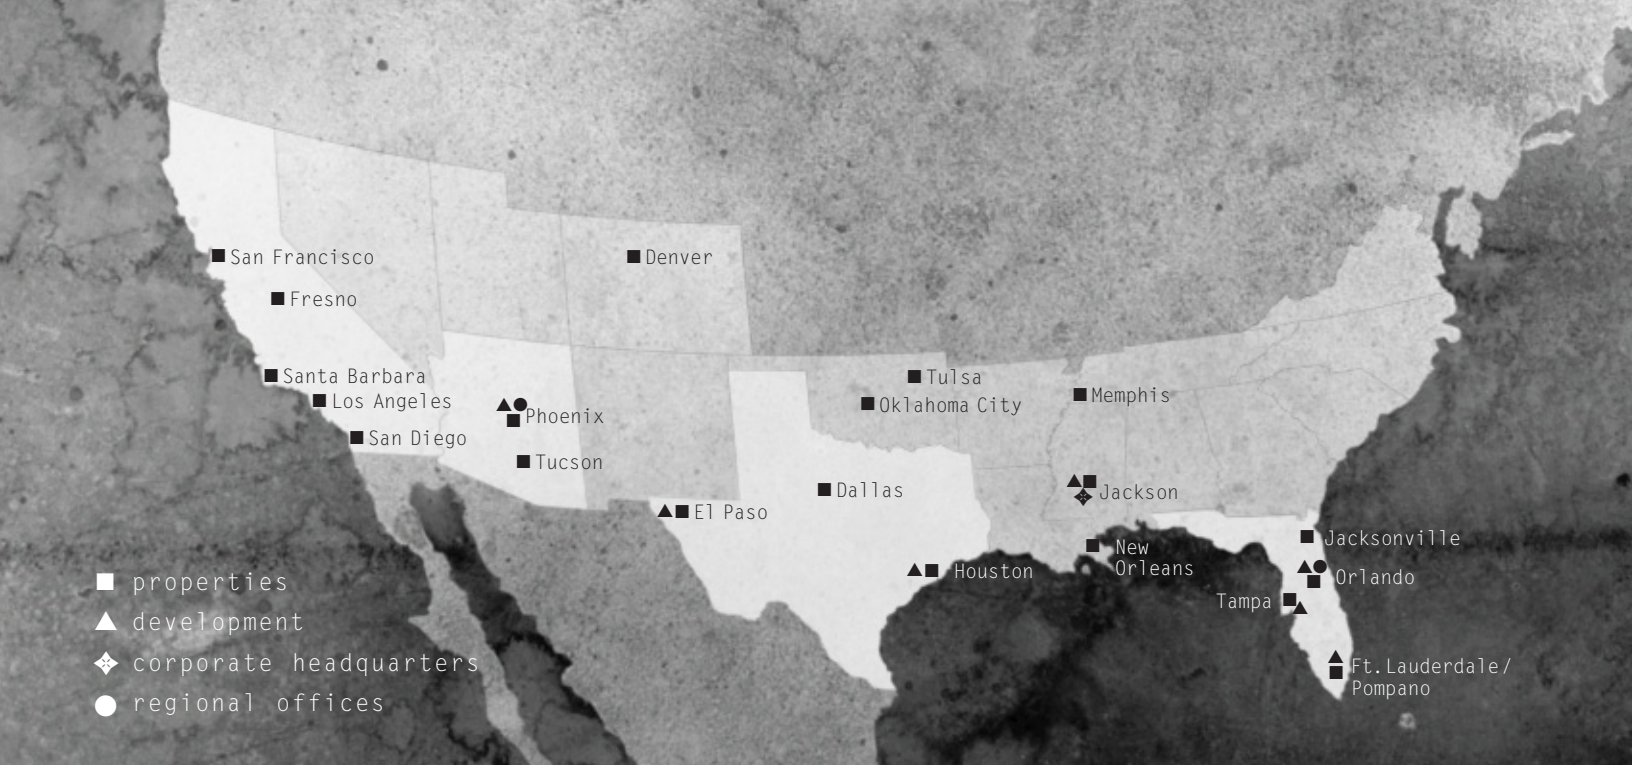 San Francisco
Denver
Fresno
Santa Barbara
Tulsa
Los Angeles
Memphis
Oklahoma City
Phoenix
San Diego
Tucson
Dallas
Jackson
El Paso
Jacksonville
New
Orleans
Houston
Orlando
Tampa
Ft.Lauderdale/
Pompano
properties
development
corporate headquarters
regional offices